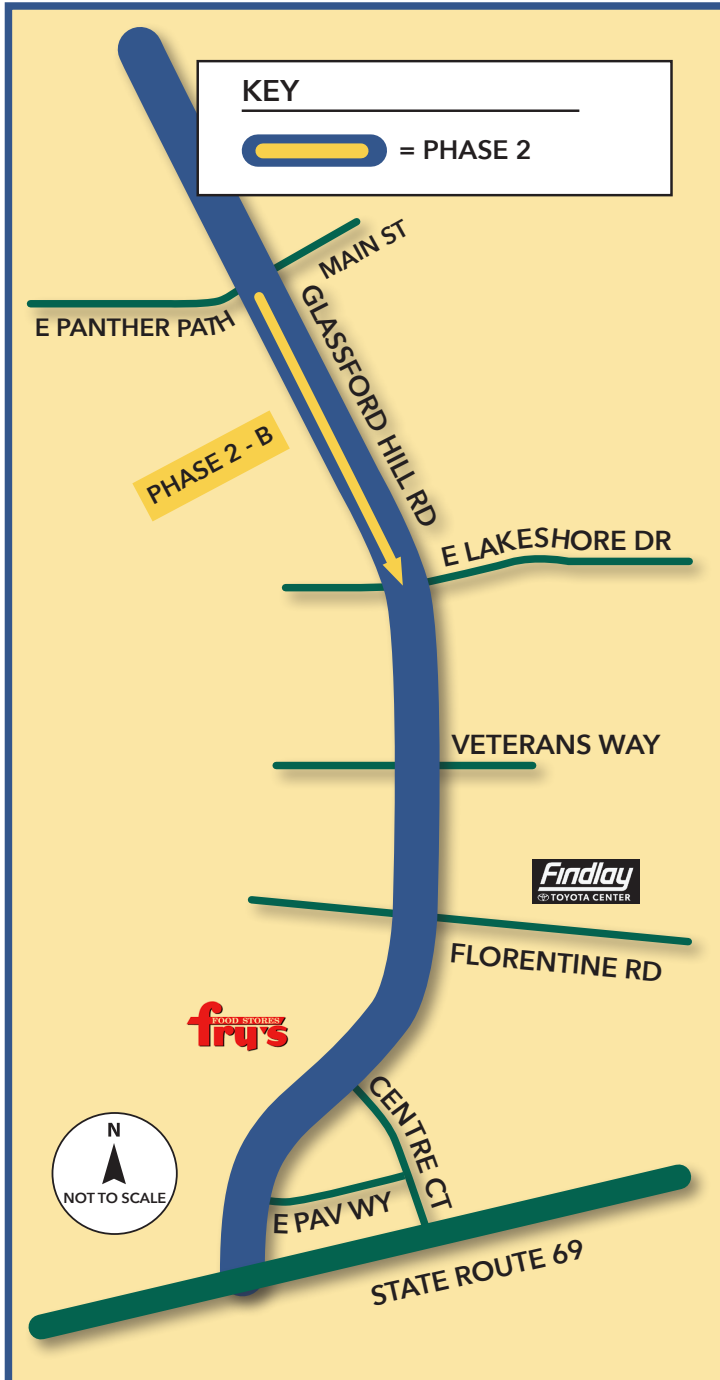 KEY
= PHASE 2
MAIN ST
E PANTHER PATH
GLASSFORD HILL RD
PHASE 2 - B
E LAKESHORE DR
VETERANS WAY
Findlay
TOYOTA CENTER
FLORENTINE RD
fry's
FOOD STORES
CENTRE CT
N
NOT TO SCALE
E PAV WY
STATE ROUTE 69